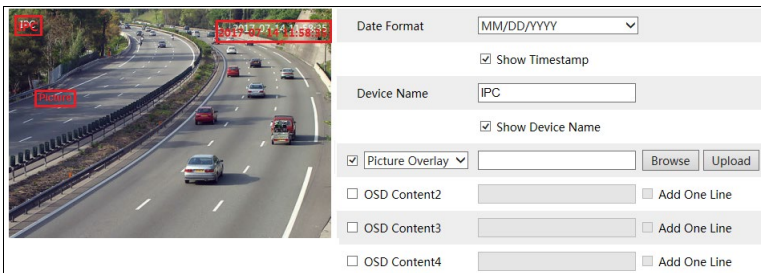 IPC
2017-07-14 11:58:35
Picture
Date Format MM/DD/YYYY
Show Timestamp
Device Name IPC
Show Device Name
Picture Overlay Browse Upload
OSD Content2 Add One Line
OSD Content3 Add One Line
OSD Content4 Add One Line